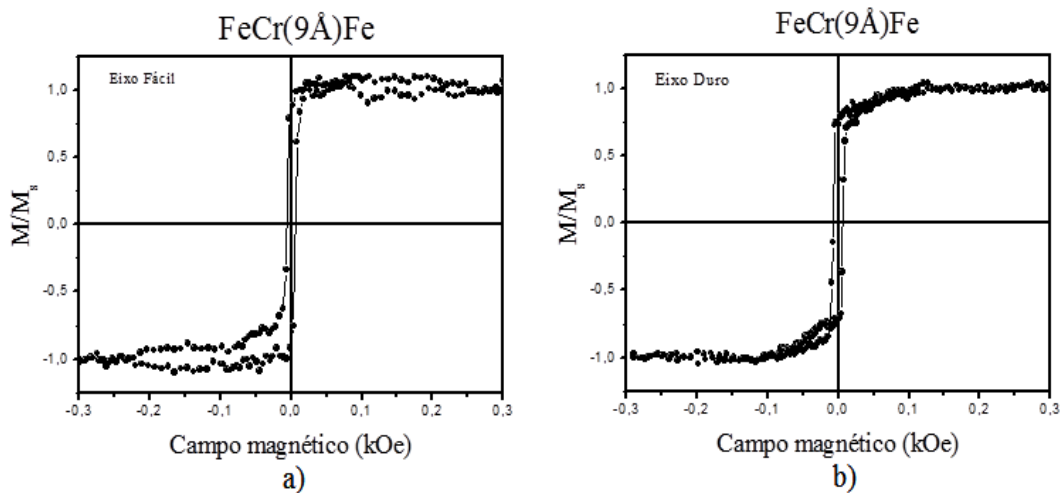 FeCr(9Å)Fe
Eixo Fácil
M/Ms
1,0
0,5
0,0
-0,5
-1,0
-0,3
-0,2
-0,1
0,0
0,1
0,2
0,3
Campo magnético (kOe)
a)
FeCr(9Å)Fe
Eixo Duro
M/Ms
1,0
0,5
0,0
-0,5
-1,0
-0,3
-0,2
-0,1
0,0
0,1
0,2
0,3
Campo magnético (kOe)
b)